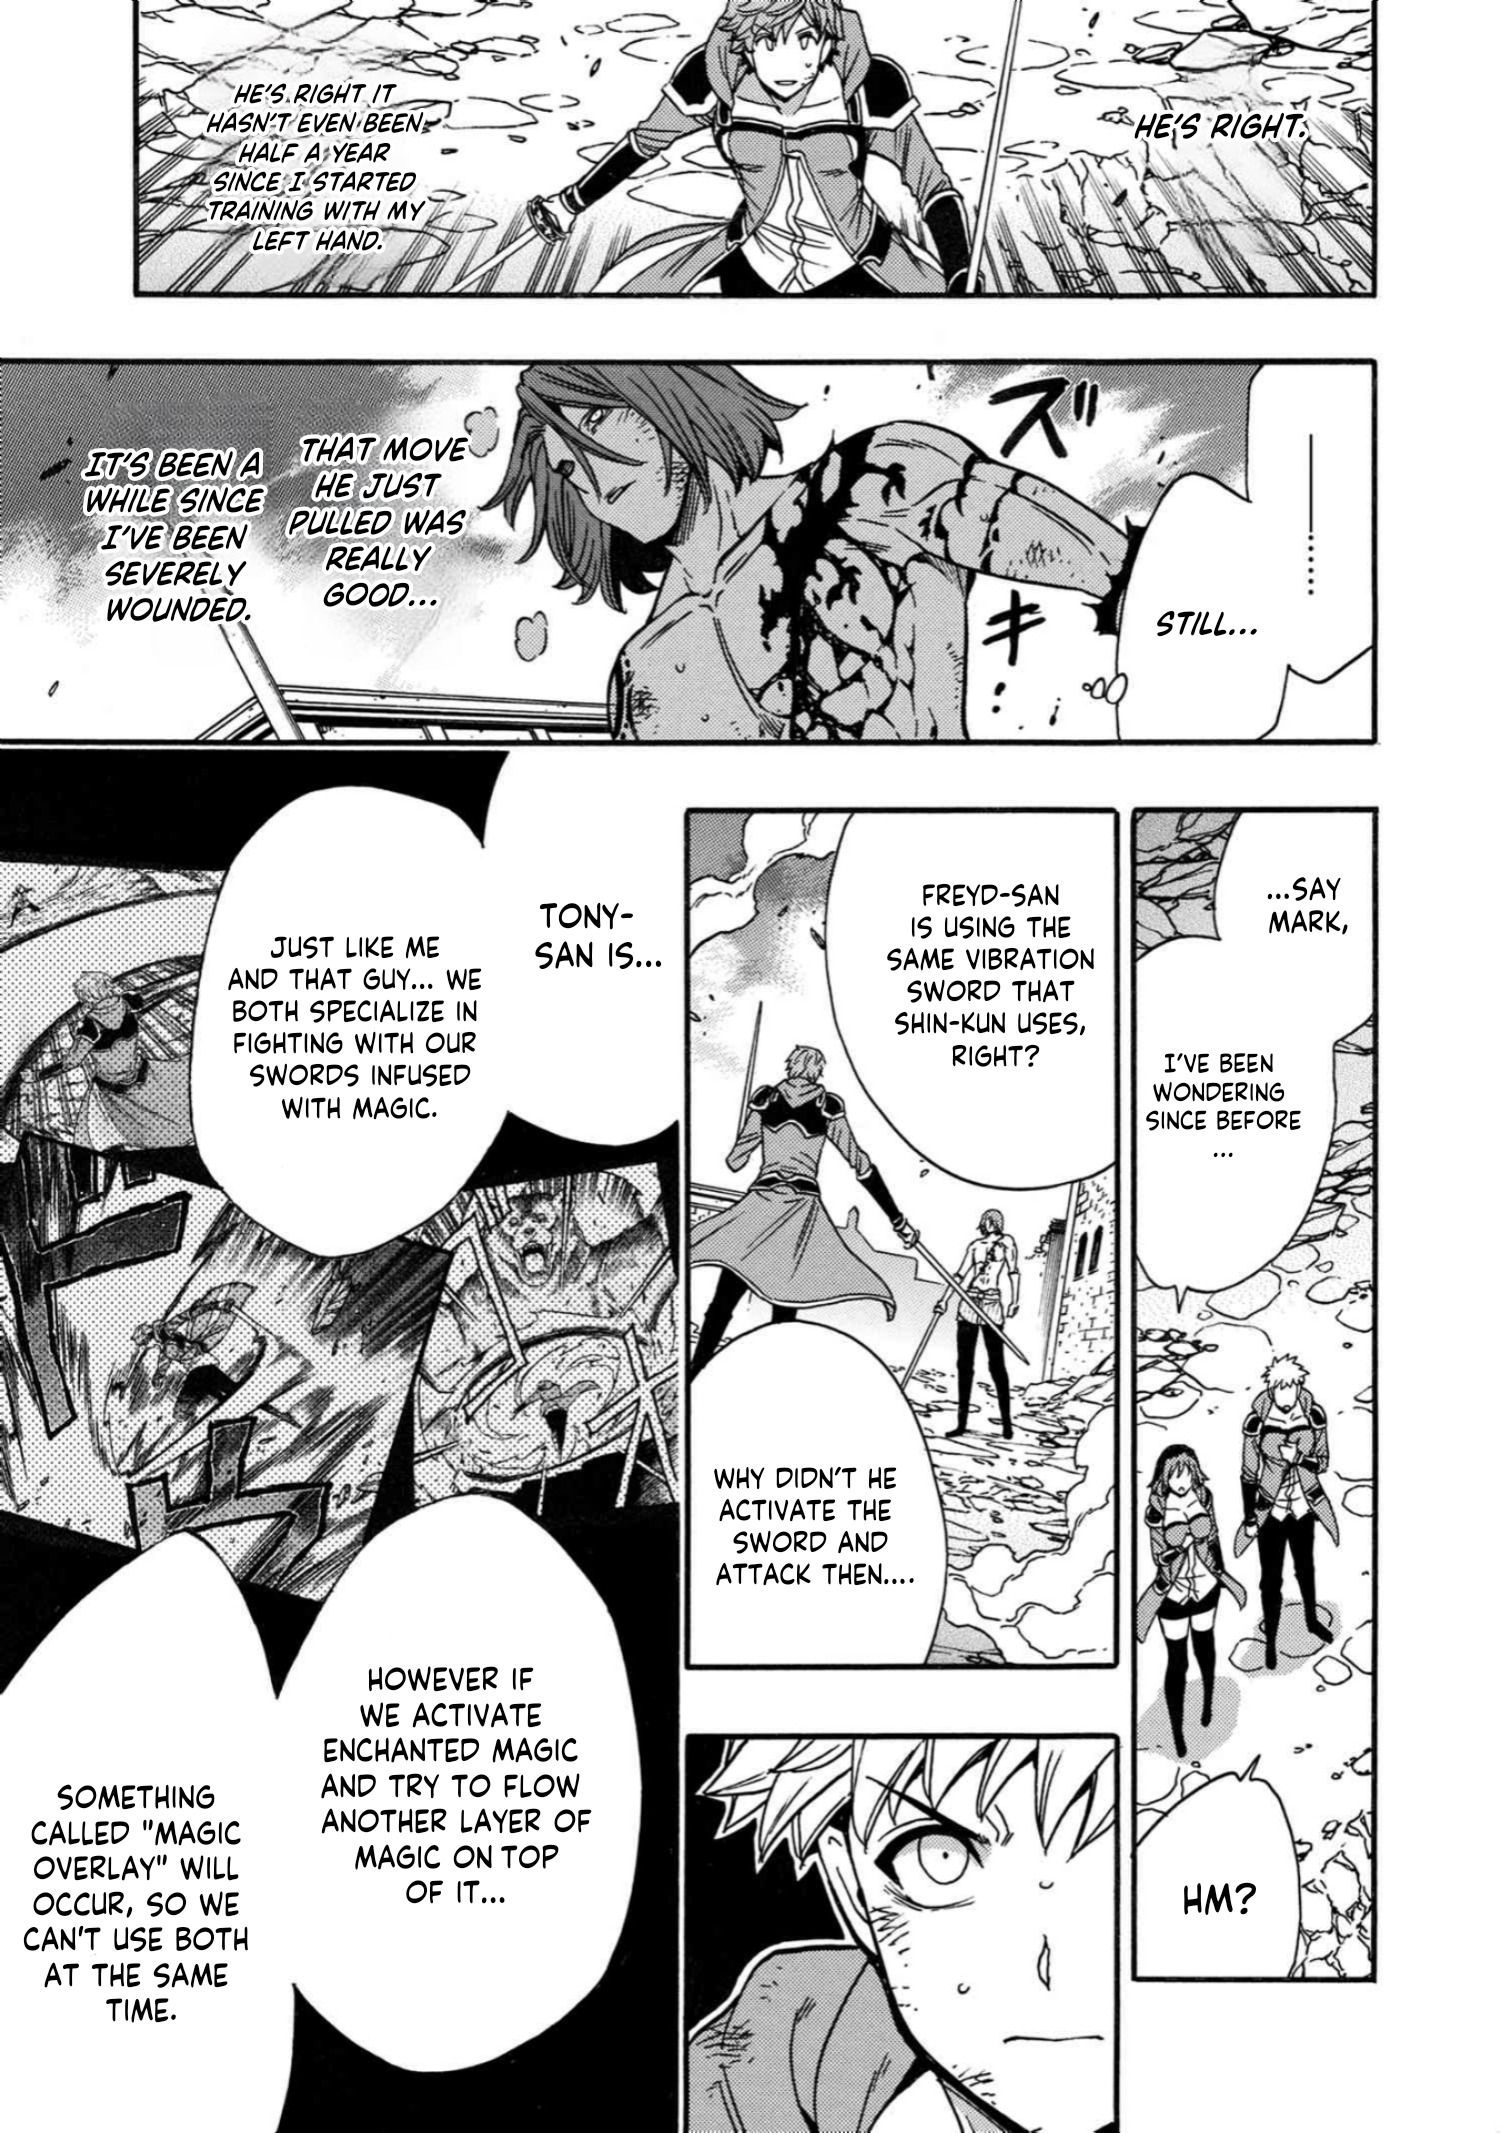 HE'S RIGHT.
HE'S RIGHT IT
HASN'T EVEN BEEN
HALF A YEAR
SINCE I STARTED
TRAINING WITH MY
LEFT HAND.
...........
STILL...
ズ
キ
THAT MOVE
HE JUST
PULLED WAS
REALLY
GOOD...
IT'S BEEN A
WHILE SINCE
I'VE BEEN
SEVERELY
WOUNDED.
...SAY
MARK,
I'VE BEEN
WONDERING
SINCE BEFORE
...
HM?
FREYD-SAN
IS USING THE
SAME VIBRATION
SWORD THAT
SHIN-KUN USES,
RIGHT?
WHY DIDN'T HE
ACTIVATE THE
SWORD AND
ATTACK THEN....
TONY-
SAN IS...
JUST LIKE ME
AND THAT GUY... WE
BOTH SPECIALIZE IN
FIGHTING WITH OUR
SWORDS INFUSED
WITH MAGIC.
HOWEVER IF
WE ACTIVATE
ENCHANTED MAGIC
AND TRY TO FLOW
ANOTHER LAYER OF
MAGIC ON TOP
OF IT...
SOMETHING
CALLED "MAGIC
OVERLAY" WILL
OCCUR, SO WE
CAN'T USE BOTH
AT THE SAME
TIME.